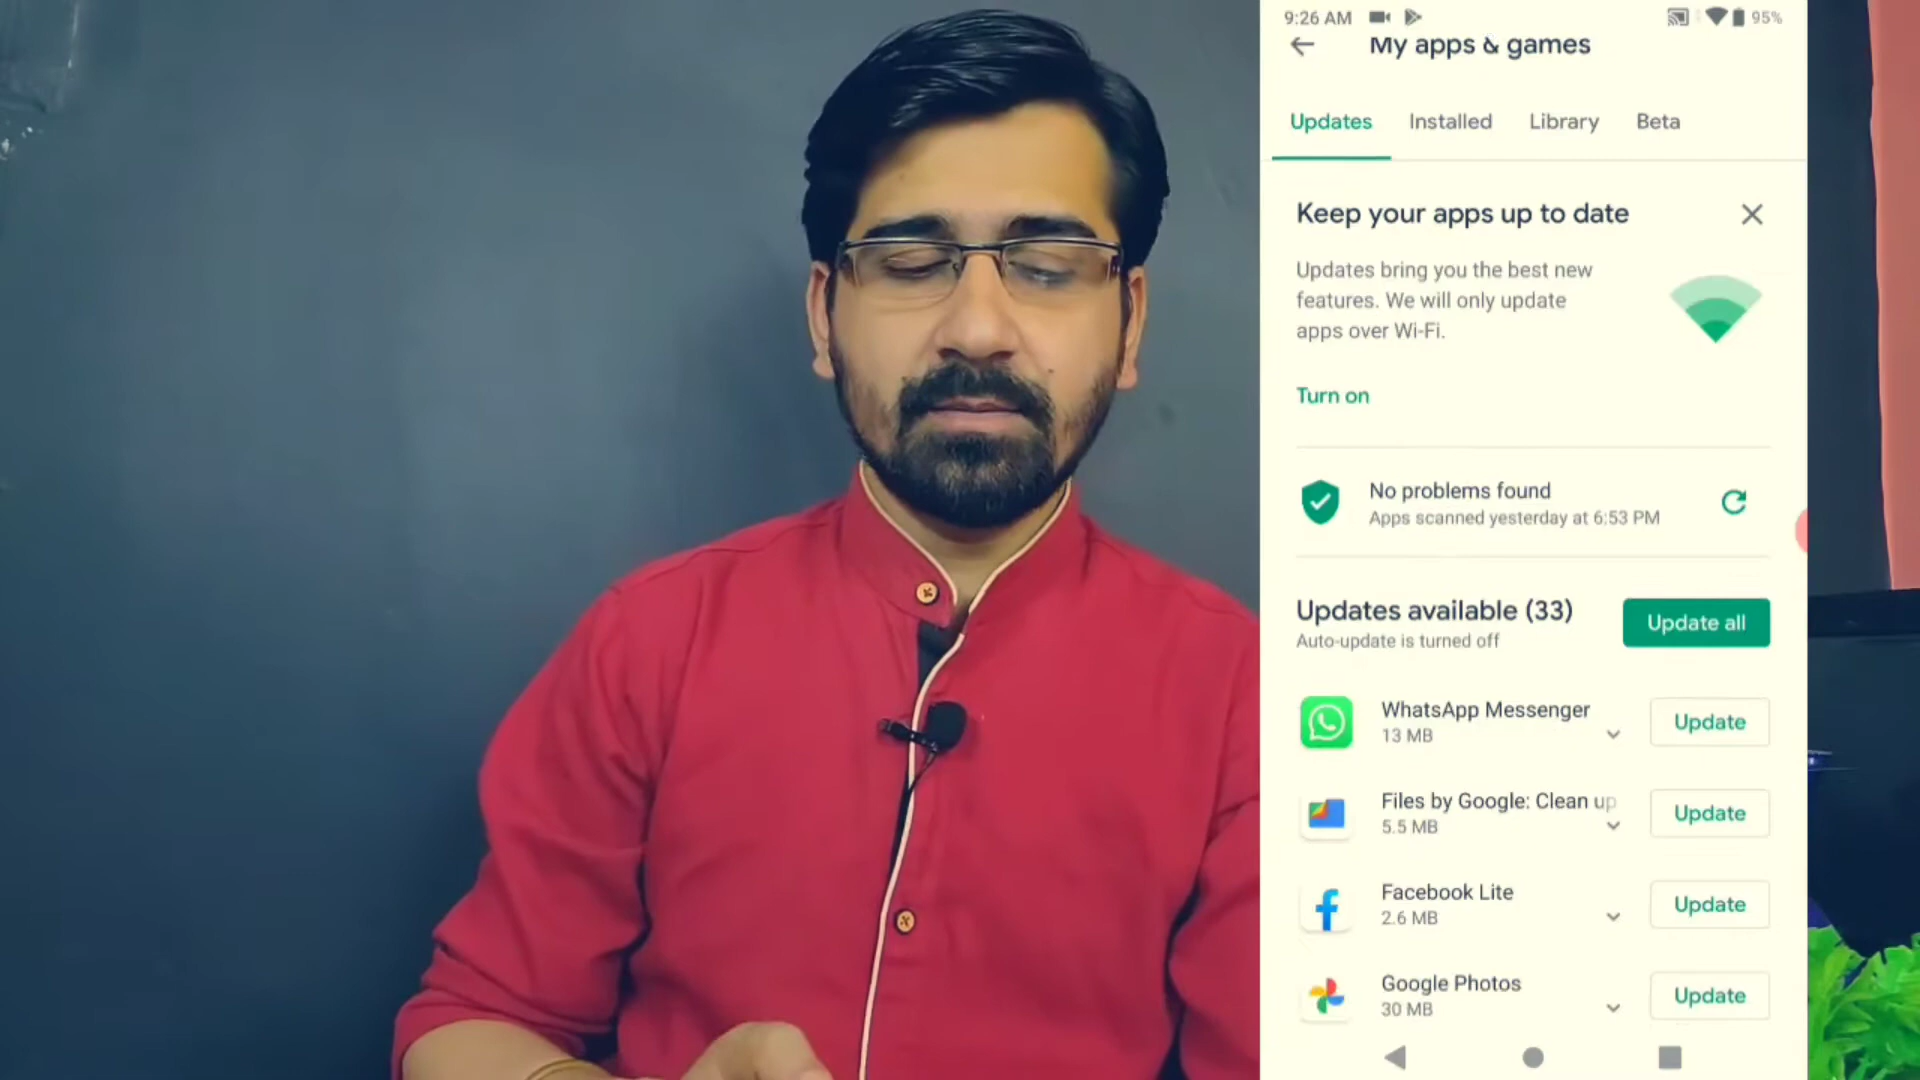 9:26 AM
95%
My apps & games
Updates
Installed
Library
Beta
Keep your apps up to date
Updates bring you the best new
features. We will only update
apps over Wi-Fi.
Turn on
No problems found
Apps scanned yesterday at 6:53 PM
Updates available (33)
Auto-update is turned off
Update all
WhatsApp Messenger
13 MB
Update
Files by Google: Clean up
5.5 MB
Update
Facebook Lite
2.6 MB
Update
Google Photos
30 MB
Update